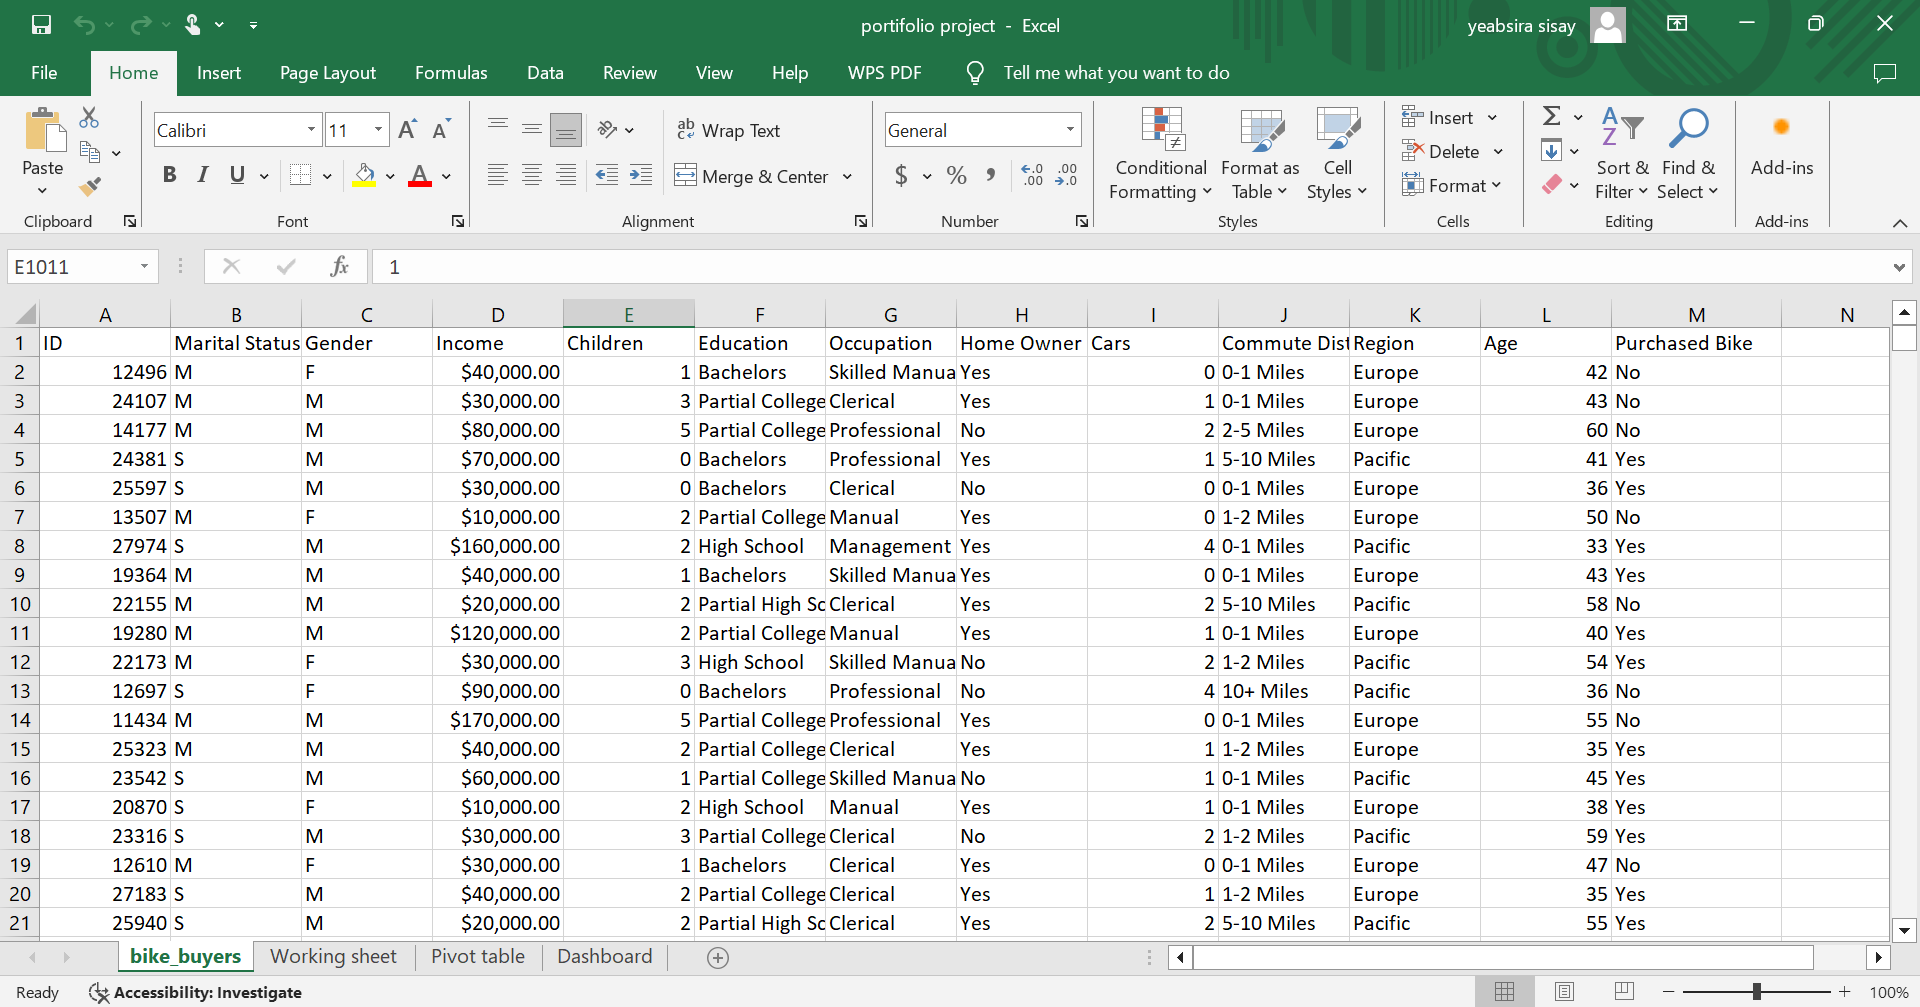 portifolio project - Excel
yeabsira sisay
File Home Insert Page Layout Formulas Data Review View Help WPS PDF Tell me what you want to do
Paste
Clipboard
Calibri 11
B I U A
Font
Wrap Text
Merge & Center
Alignment
General
$ % ,
Number
Conditional Formatting
Format as Table
Cell Styles
Styles
Insert
Delete
Format
Cells
Sort & Filter
Find & Select
Editing
Add-ins
Add-ins
E1011 fx 1
A B C D E F G H I J K L M N
1 ID Marital Status Gender Income Children Education Occupation Home Owner Cars Commute Dist Region Age Purchased Bike
2 12496 M F $40,000.00 1 Bachelors Skilled Manua Yes 0 0-1 Miles Europe 42 No
3 24107 M M $30,000.00 3 Partial College Clerical Yes 1 0-1 Miles Europe 43 No
4 14177 M M $80,000.00 5 Partial College Professional No 2 2-5 Miles Europe 60 No
5 24381 S M $70,000.00 0 Bachelors Professional Yes 1 5-10 Miles Pacific 41 Yes
6 25597 S M $30,000.00 0 Bachelors Clerical No 0 0-1 Miles Europe 36 Yes
7 13507 M F $10,000.00 2 Partial College Manual Yes 0 1-2 Miles Europe 50 No
8 27974 S M $160,000.00 2 High School Management Yes 4 0-1 Miles Pacific 33 Yes
9 19364 M M $40,000.00 1 Bachelors Skilled Manua Yes 0 0-1 Miles Europe 43 Yes
10 22155 M M $20,000.00 2 Partial High Sc Clerical Yes 2 5-10 Miles Pacific 58 No
11 19280 M M $120,000.00 2 Partial College Manual Yes 1 0-1 Miles Europe 40 Yes
12 22173 M F $30,000.00 3 High School Skilled Manua No 2 1-2 Miles Pacific 54 Yes
13 12697 S F $90,000.00 0 Bachelors Professional No 4 10+ Miles Pacific 36 No
14 11434 M M $170,000.00 5 Partial College Professional Yes 0 0-1 Miles Europe 55 No
15 25323 M M $40,000.00 2 Partial College Clerical Yes 1 1-2 Miles Europe 35 Yes
16 23542 S M $60,000.00 1 Partial College Skilled Manua No 1 0-1 Miles Pacific 45 Yes
17 20870 S F $10,000.00 2 High School Manual Yes 1 0-1 Miles Europe 38 Yes
18 23316 S M $30,000.00 3 Partial College Clerical No 2 1-2 Miles Pacific 59 Yes
19 12610 M F $30,000.00 1 Bachelors Clerical Yes 0 0-1 Miles Europe 47 No
20 27183 S M $40,000.00 2 Partial College Clerical Yes 1 1-2 Miles Europe 35 Yes
21 25940 S M $20,000.00 2 Partial High Sc Clerical Yes 2 5-10 Miles Pacific 55 Yes
bike_buyers Working sheet Pivot table Dashboard
Ready Accessibility: Investigate 100%